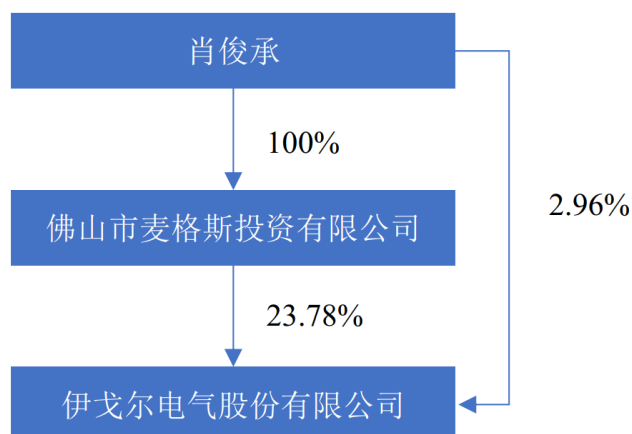 肖俊承
100%
2.96%
佛山市麦格斯投资有限公司
23.78%
伊戈尔电气股份有限公司